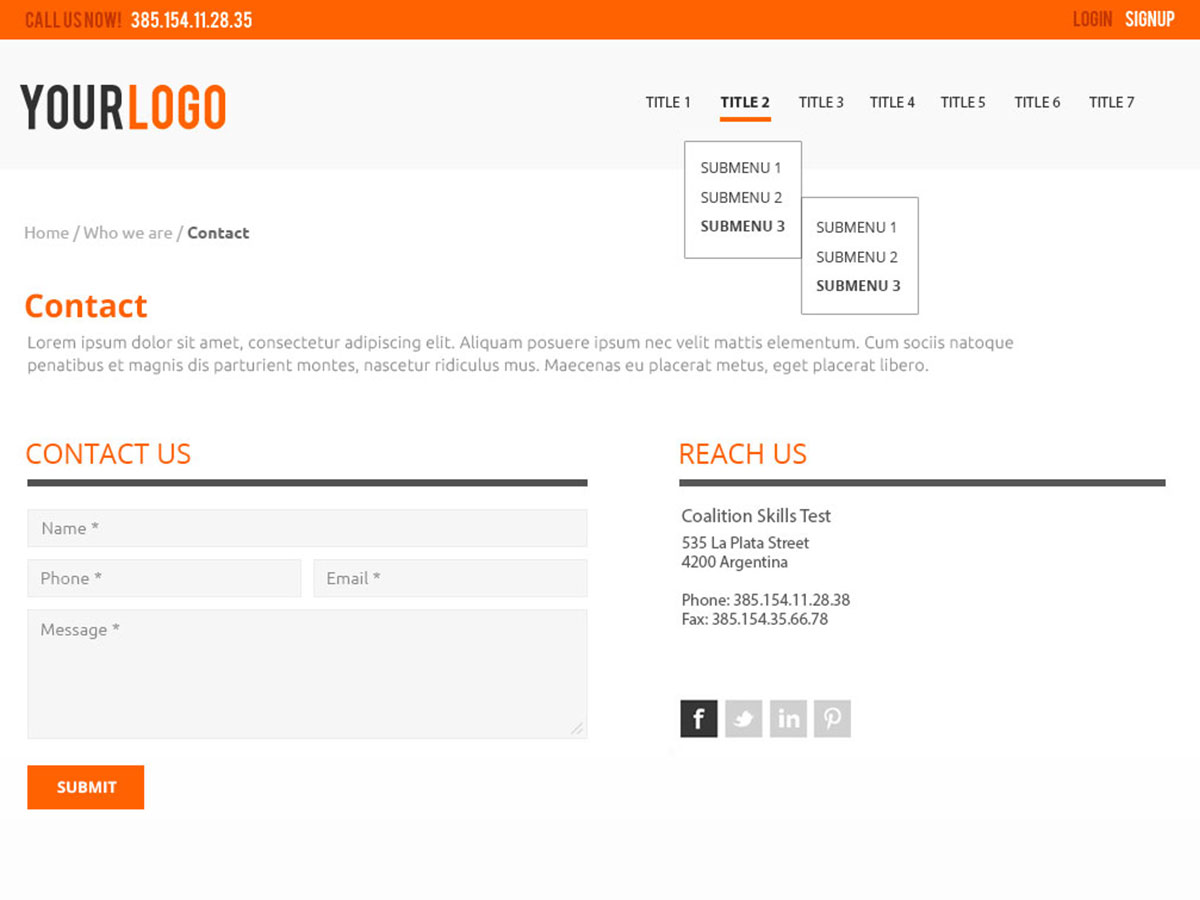 CALL US NOW! 385.154.11.28.35
LOGIN SIGNUP
YOURLOGO
TITLE 1 TITLE 2 TITLE 3 TITLE 4 TITLE 5 TITLE 6 TITLE 7
SUBMENU 1
SUBMENU 2
SUBMENU 3
SUBMENU 1
SUBMENU 2
SUBMENU 3
Home / Who we are / Contact
Contact
Lorem ipsum dolor sit amet, consectetur adipiscing elit. Aliquam posuere ipsum nec velit mattis elementum. Cum sociis natoque
penatibus et magnis dis parturient montes, nascetur ridiculus mus. Maecenas eu placerat metus, eget placerat libero.
CONTACT US
Name *
Phone * Email *
Message *
SUBMIT
REACH US
Coalition Skills Test
535 La Plata Street
4200 Argentina
Phone: 385.154.11.28.38
Fax: 385.154.35.66.78
f in